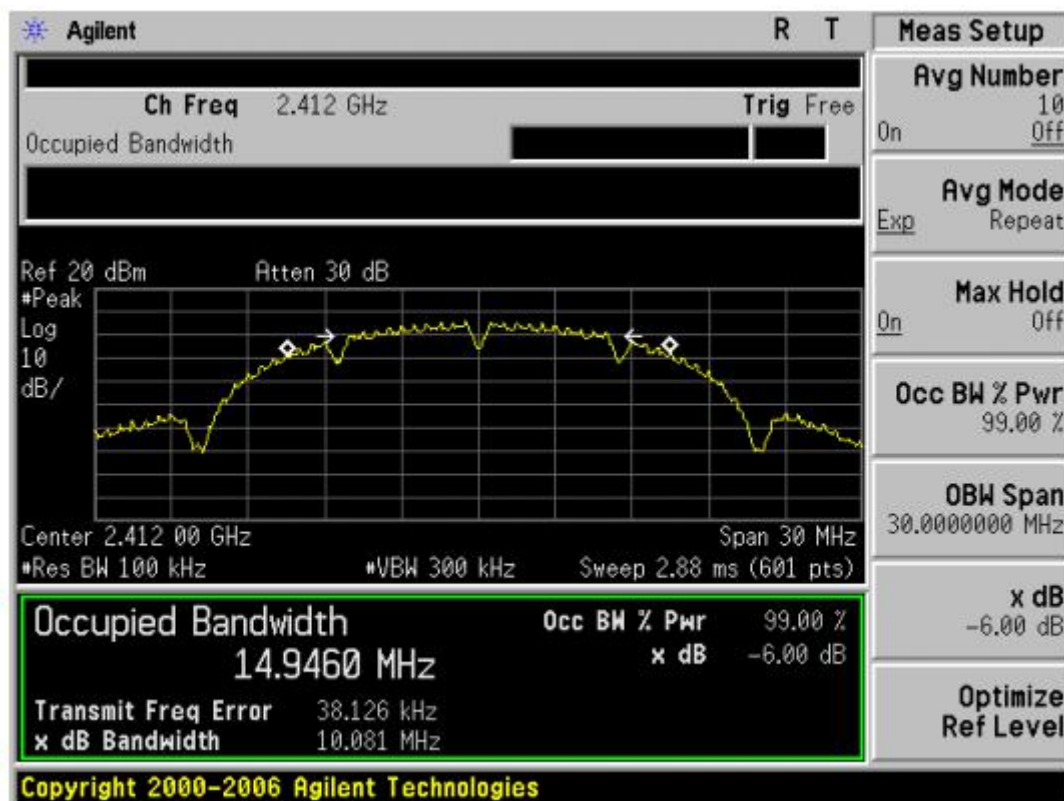 Agilent R T
Ch Freq 2.412 GHz Trig Free
Occupied Bandwidth
Ref 20 dBm Atten 30 dB
#Peak
Log
10
dB/
Center 2.412 00 GHz Span 30 MHz
#Res BW 100 kHz #VBW 300 kHz Sweep 2.88 ms (601 pts)
Occupied Bandwidth
14.9460 MHz
Occ BW % Pwr 99.00 %
x dB -6.00 dB
Transmit Freq Error 38.126 kHz
x dB Bandwidth 10.081 MHz
Copyright 2000-2006 Agilent Technologies
Meas Setup
Avg Number
10
On Off
Avg Mode
Exp Repeat
Max Hold
On Off
Occ BW % Pwr
99.00 %
OBW Span
30.0000000 MHz
x dB
-6.00 dB
Optimize
Ref Level